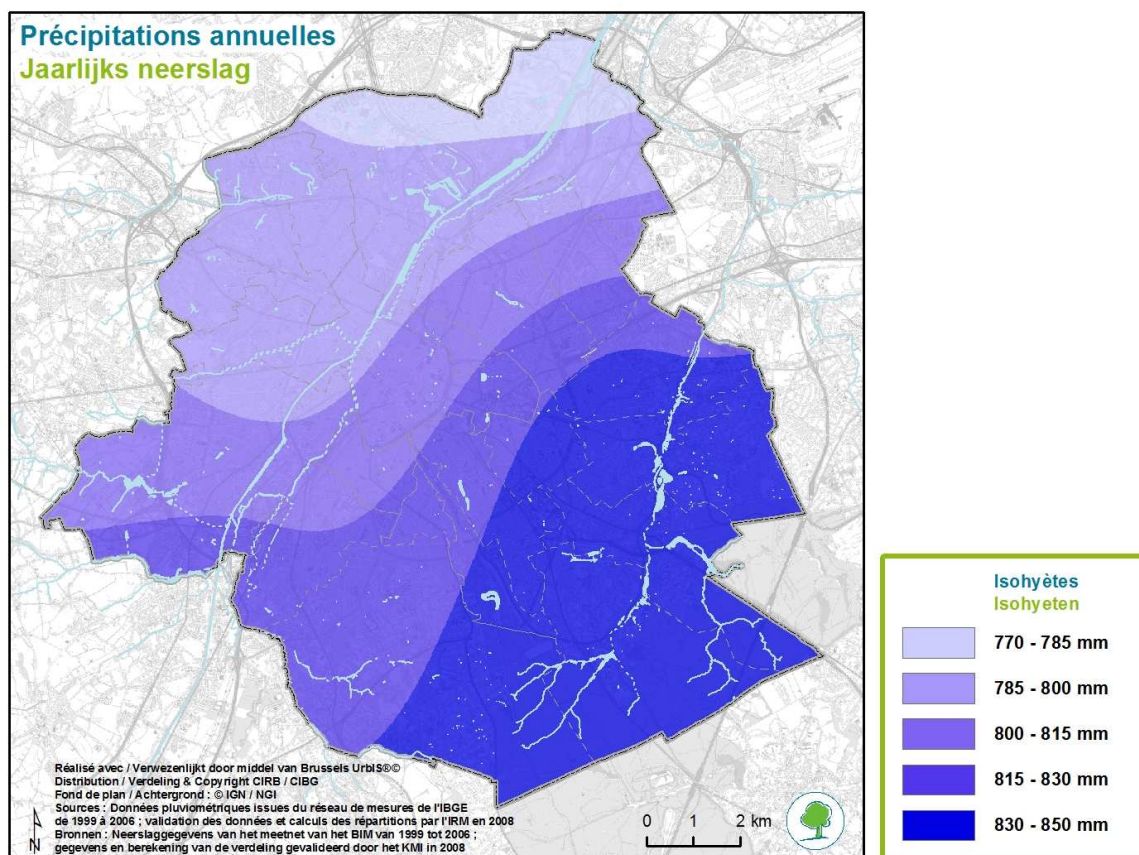 Précipitations annuelles
Jaarlijks neerslag
Réalisé avec / Verwezenlijkt door middel van Brussels UrbIS®©
Distribution / Verdeling & Copyright CIRB / CIBG
Fond de plan / Achtergrond : © IGN / NGI
Sources : Données pluviométriques issues du réseau de mesures de l'IBGE
de 1999 à 2006 ; validation des données et calculs des répartitions par l'IRM en 2008
Bronnen : Neerslaggegevens van het meetnet van het BIM van 1999 tot 2006 ;
gegevens en berekening van de verdeling gevalideerd door het KMI in 2008
N
0 1 2 km
Isohyètes
Isohyeten
770 - 785 mm
785 - 800 mm
800 - 815 mm
815 - 830 mm
830 - 850 mm